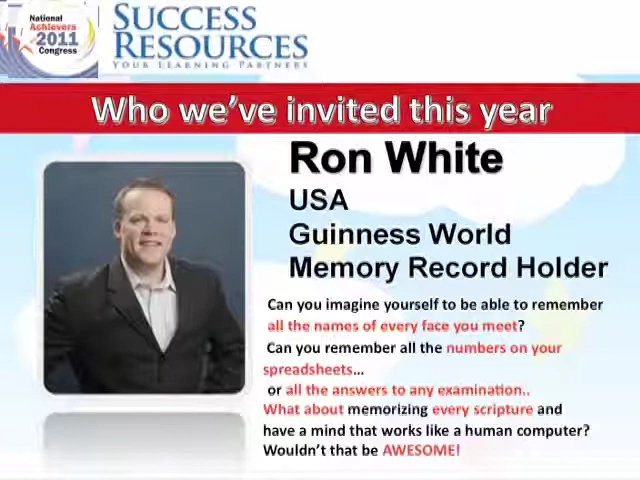 National
Achievers
2011
Congress
SUCCESS
RESOURCES
YOUR LEARNING PARTNERS
Who we've invited this year
Ron White
USA
Guinness World
Memory Record Holder
Can you imagine yourself to be able to remember
all the names of every face you meet?
Can you remember all the numbers on your
spreadsheets...
or all the answers to any examination..
What about memorizing every scripture and
have a mind that works like a human computer?
Wouldn't that be AWESOME!